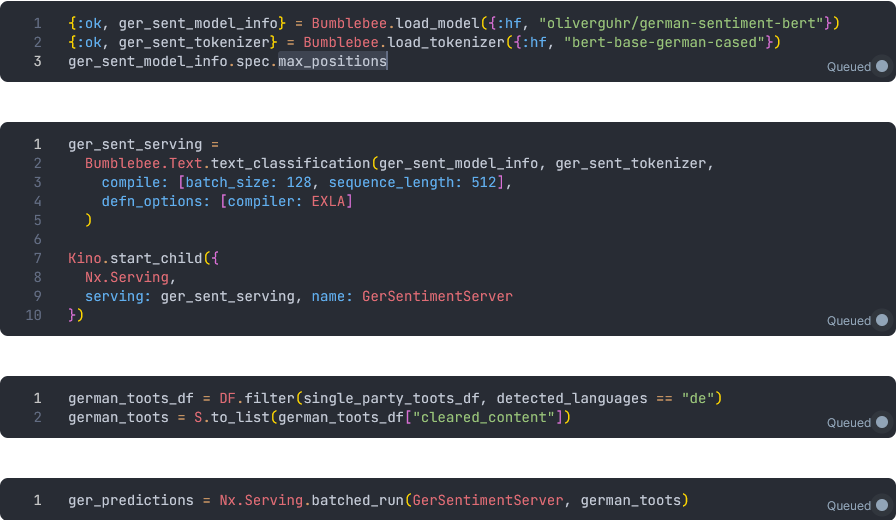 1 {:ok, ger_sent_model_info} = Bumblebee.load_model({:hf, "oliverguhr/german-sentiment-bert"})
2 {:ok, ger_sent_tokenizer} = Bumblebee.load_tokenizer({:hf, "bert-base-german-cased"})
3 ger_sent_model_info.spec.max_positions
Queued
1 ger_sent_serving =
2   Bumblebee.Text.text_classification(ger_sent_model_info, ger_sent_tokenizer,
3     compile: [batch_size: 128, sequence_length: 512],
4     defn_options: [compiler: EXLA]
5   )
6
7 Kino.start_child({
8   Nx.Serving,
9   serving: ger_sent_serving, name: GerSentimentServer
10 })
Queued
1 german_toots_df = DF.filter(single_party_toots_df, detected_languages == "de")
2 german_toots = S.to_list(german_toots_df["cleared_content"])
Queued
1 ger_predictions = Nx.Serving.batched_run(GerSentimentServer, german_toots)
Queued